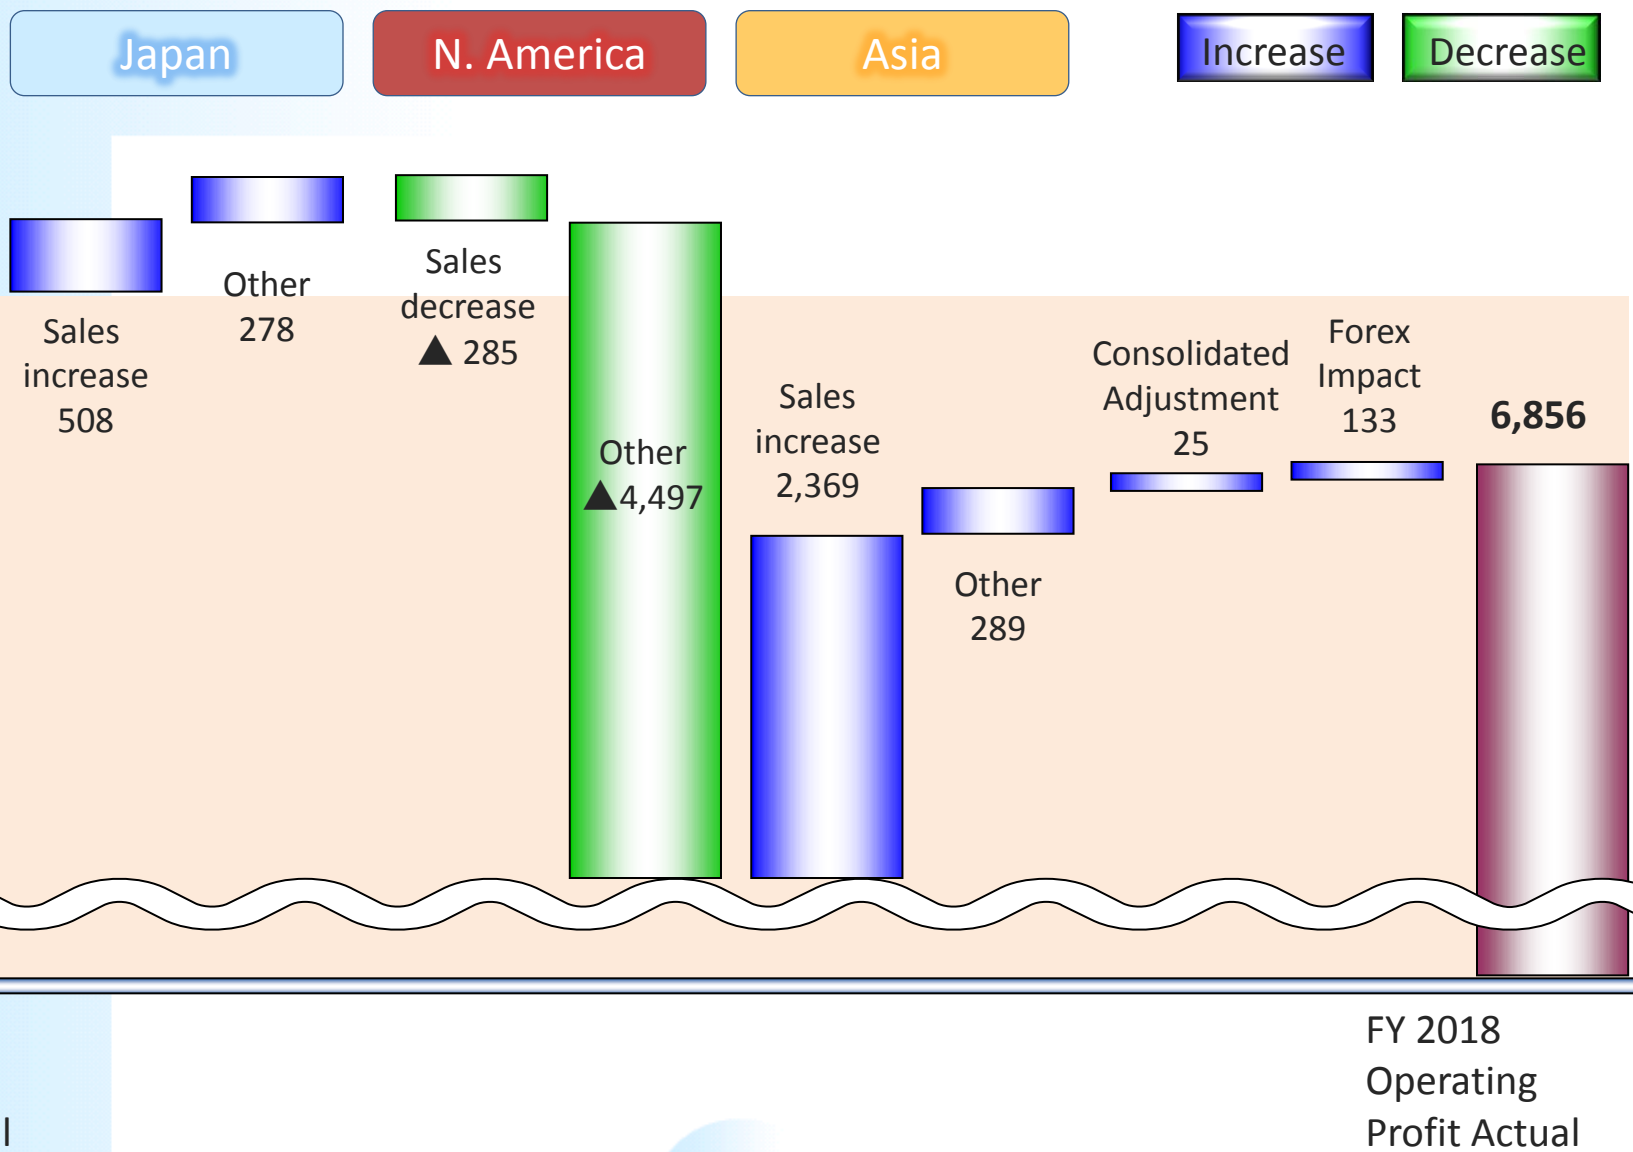 Japan
N. America
Asia
Increase
Decrease
Sales
increase
508
Other
278
Sales
decrease
▲ 285
Other
▲4,497
Sales
increase
2,369
Other
289
Consolidated
Adjustment
25
Forex
Impact
133
6,856
FY 2018
Operating
Profit Actual
l